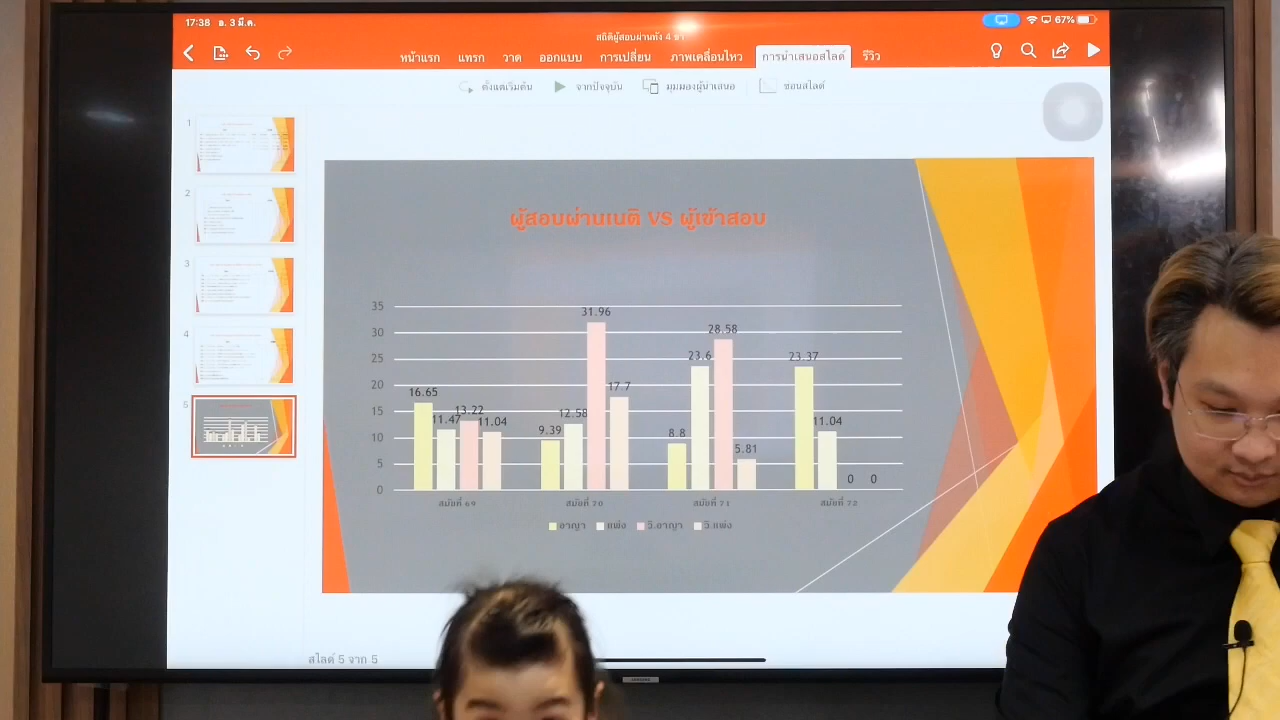 17:38 อ. 3 มี.ค.
67%
สถิติผู้สอบผ่านทั้ง 4 ขา
หน้าแรก แทรก วาด ออกแบบ การเปลี่ยน ภาพเคลื่อนไหว การนำเสนอสไลด์ รีวิว
ตั้งแต่เริ่มต้น จากปัจจุบัน มุมมองผู้นำเสนอ ซ่อนสไลด์
1
2
3
4
5
ผู้สอบผ่านเนติ VS ผู้เข้าสอบ
35
30
25
20
15
10
5
0
16.65 11.47 13.22 11.04
9.39 12.58 31.96 17.7
8.8 23.6 28.58 5.81
23.37 11.04 0 0
สมัยที่ 69 สมัยที่ 70 สมัยที่ 71 สมัยที่ 72
อาญา แพ่ง วิ.อาญา วิ.แพ่ง
สไลด์ 5 จาก 5